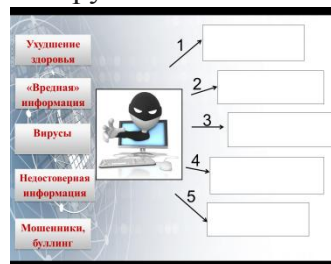 Ухудшение
здоровья
«Вредная»
информация
Вирусы
Недостоверная
информация
Мошенники,
буллинг
1
2
3
4
5